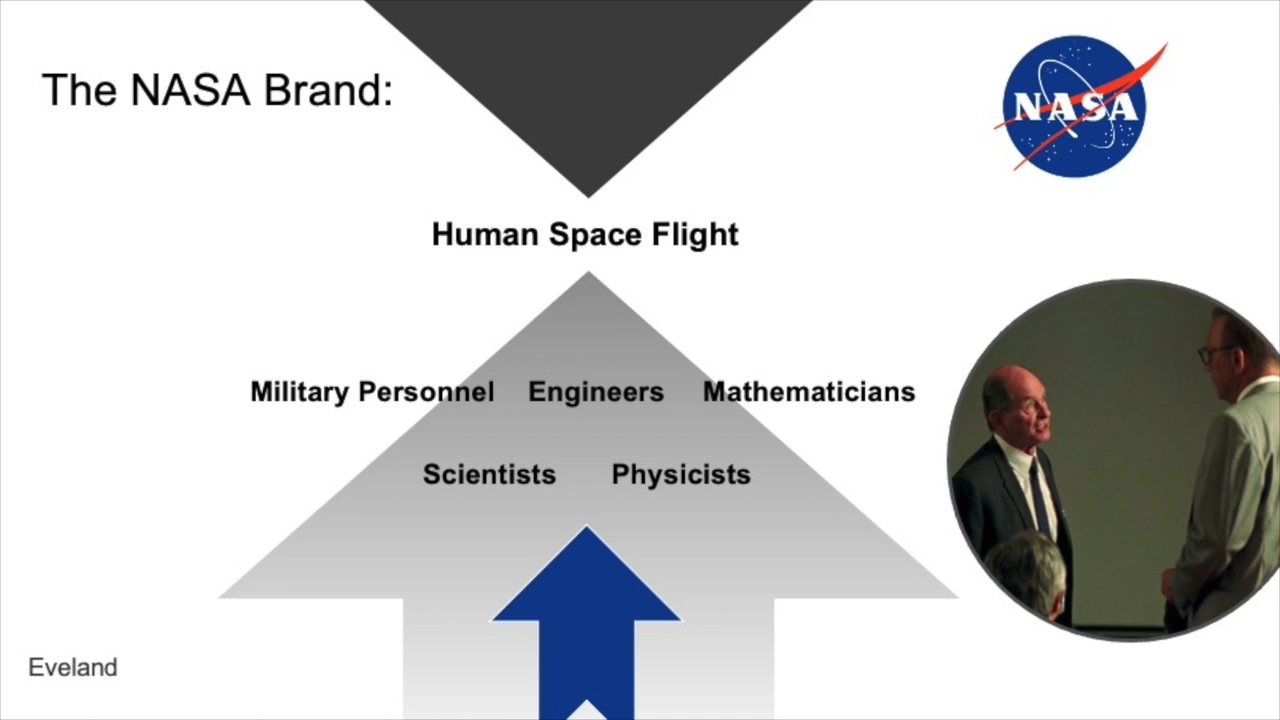 The NASA Brand:
NASA
Human Space Flight
Military Personnel Engineers Mathematicians
Scientists Physicists
Eveland